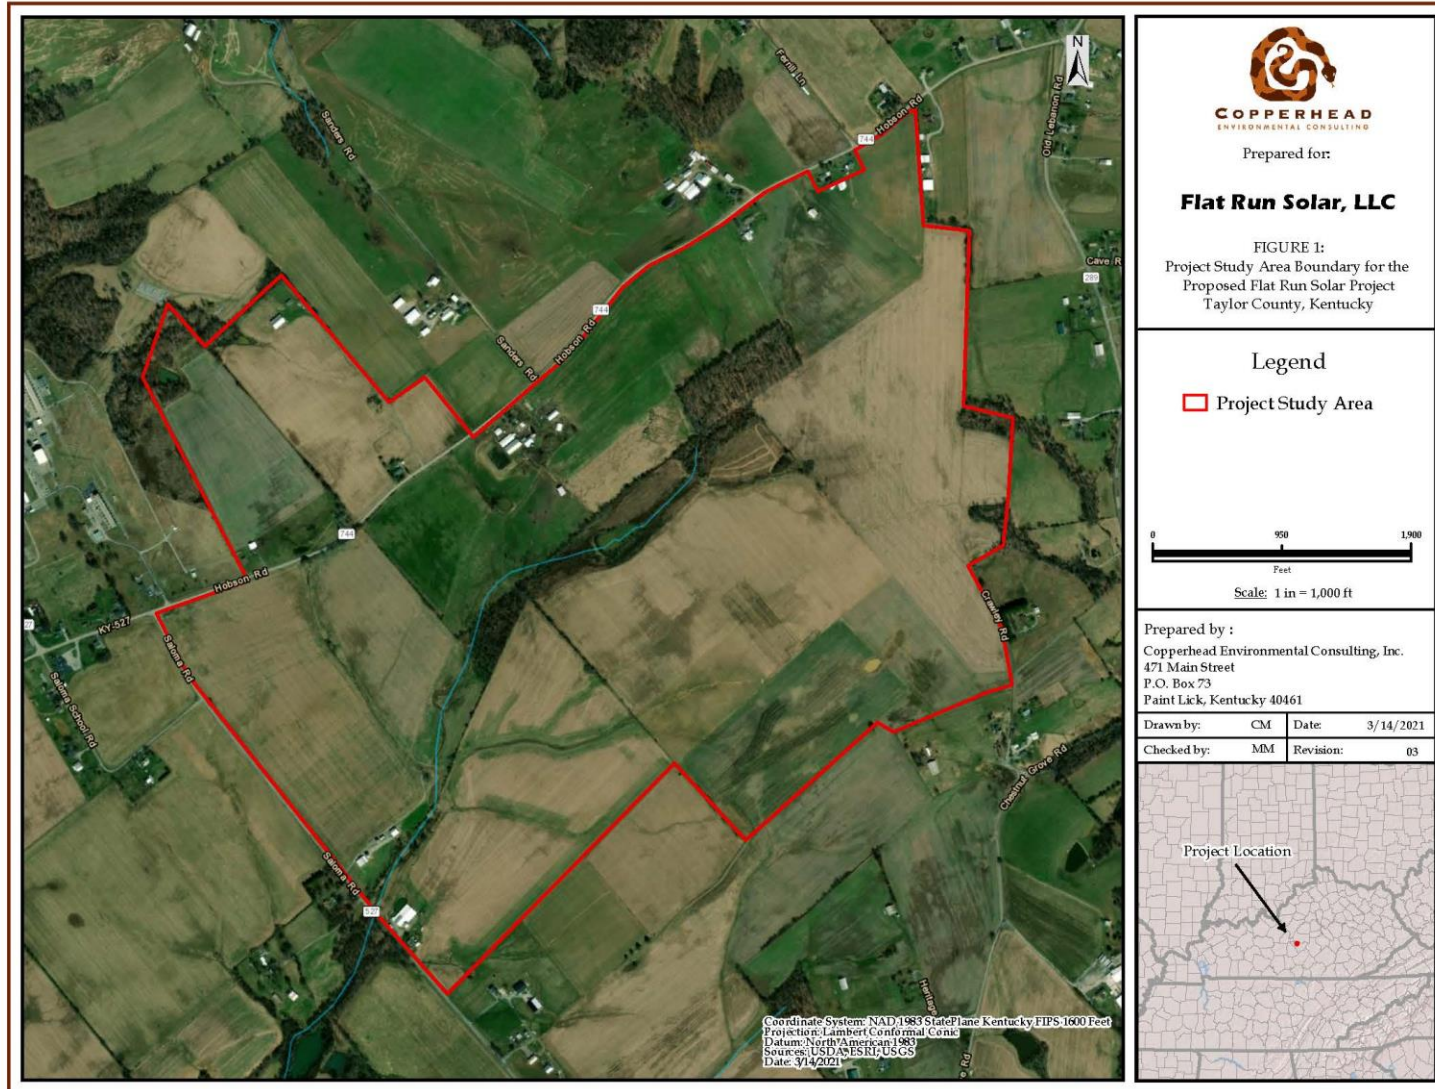 Ferrill Ln
N
Hobson Rd
744
Old Lebanon Rd
Sanders Rd
289
744
Hobson Rd
Sanders Rd
744
Hobson Rd
KY-527
Saloma Rd
Saloma School Rd
Crawley Rd
Chestnut Grove Rd
Saloma Rd
527
Coordinate System: NAD 1983 StatePlane Kentucky FIPS 1600 Feet
Projection: Lambert Conformal Conic
Datum: North American 1983
Sources: USDA, ESRI, USGS
Date: 3/14/2021
COPPERHEAD
ENVIRONMENTAL CONSULTING
Prepared for:
Flat Run Solar, LLC
FIGURE 1:
Project Study Area Boundary for the
Proposed Flat Run Solar Project
Taylor County, Kentucky
Legend
Project Study Area
0 950 1,900
Feet
Scale: 1 in = 1,000 ft
Prepared by :
Copperhead Environmental Consulting, Inc.
471 Main Street
P.O. Box 73
Paint Lick, Kentucky 40461
Drawn by: CM Date: 3/14/2021
Checked by: MM Revision: 03
Project Location